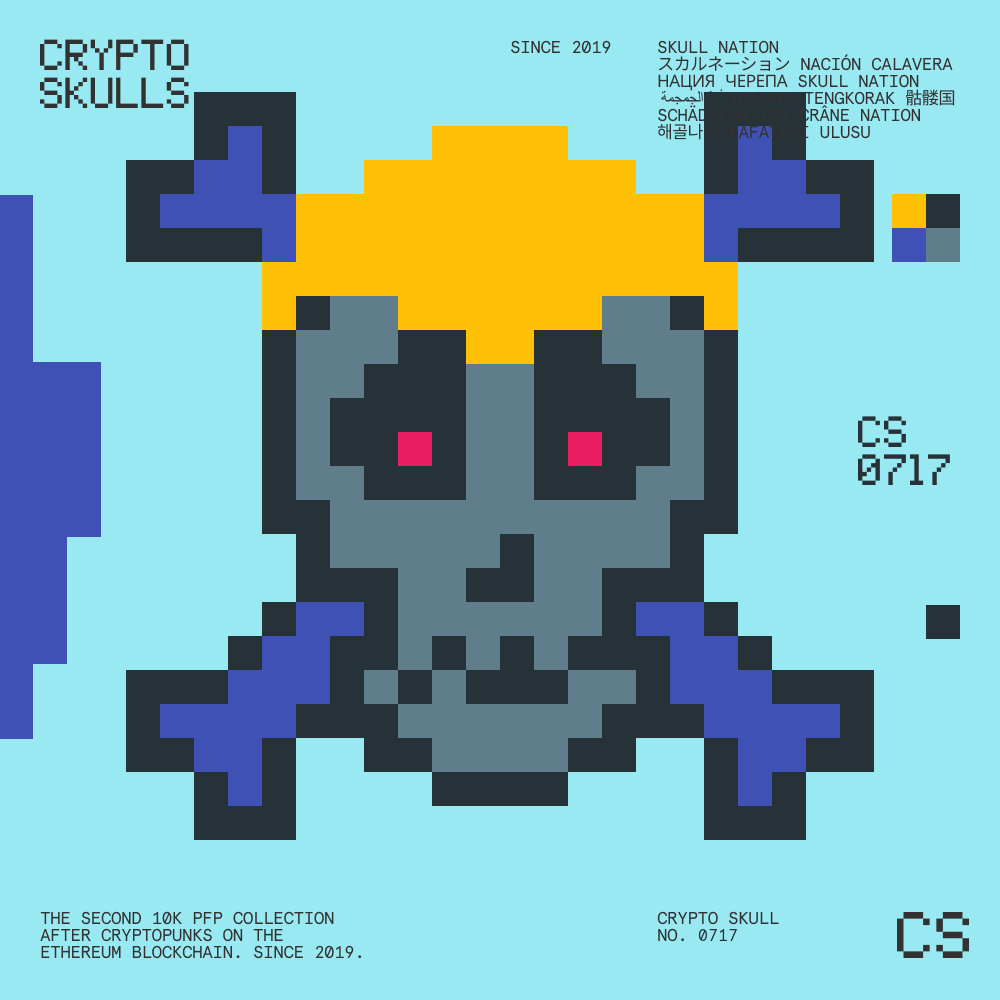 CRYPTO
SKULLS
SINCE 2019
SKULL NATION
スカルネーション NACIÓN CALAVERA
НАЦИЯ ЧЕРЕПА SKULL NATION
الجمجمة TENGKORAK 骷髅国
CRÂNE NATION
해골나 ULUSU
CS
0717
THE SECOND 10K PFP COLLECTION
AFTER CRYPTOPUNKS ON THE
ETHEREUM BLOCKCHAIN. SINCE 2019.
CRYPTO SKULL
NO. 0717
CS